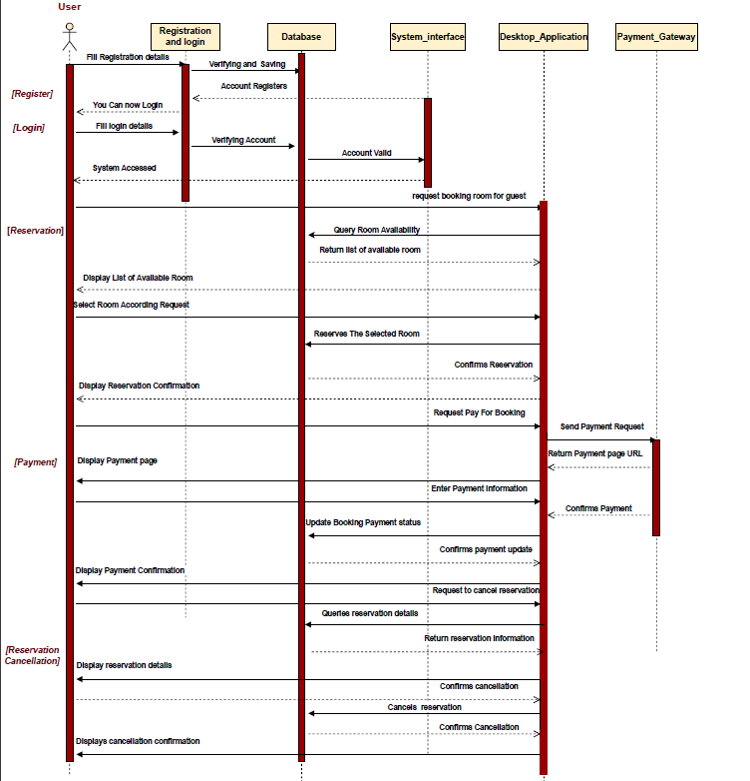 User
Registration
and login
Database
System_interface
Desktop_Application
Payment_Gateway
Fill Registration details
Verifying and Saving
Account Registers
[Register]
You Can now Login
[Login]
Fill login details
Verifying Account
Account Valid
System Accessed
request booking room for guest
[Reservation]
Query Room Availability
Return list of available room
Display List of Available Room
Select Room According Request
Reserves The Selected Room
Confirms Reservation
Display Reservation Confirmation
Request Pay For Booking
Send Payment Request
Return Payment page URL
[Payment]
Display Payment page
Enter Payment Information
Confirms Payment
Update Booking Payment status
Confirms payment update
Display Payment Confirmation
Request to cancel reservation
Queries reservation details
Return reservation Information
[Reservation
Cancellation]
Display reservation details
Confirms cancellation
Cancels reservation
Confirms Cancellation
Displays cancellation confirmation